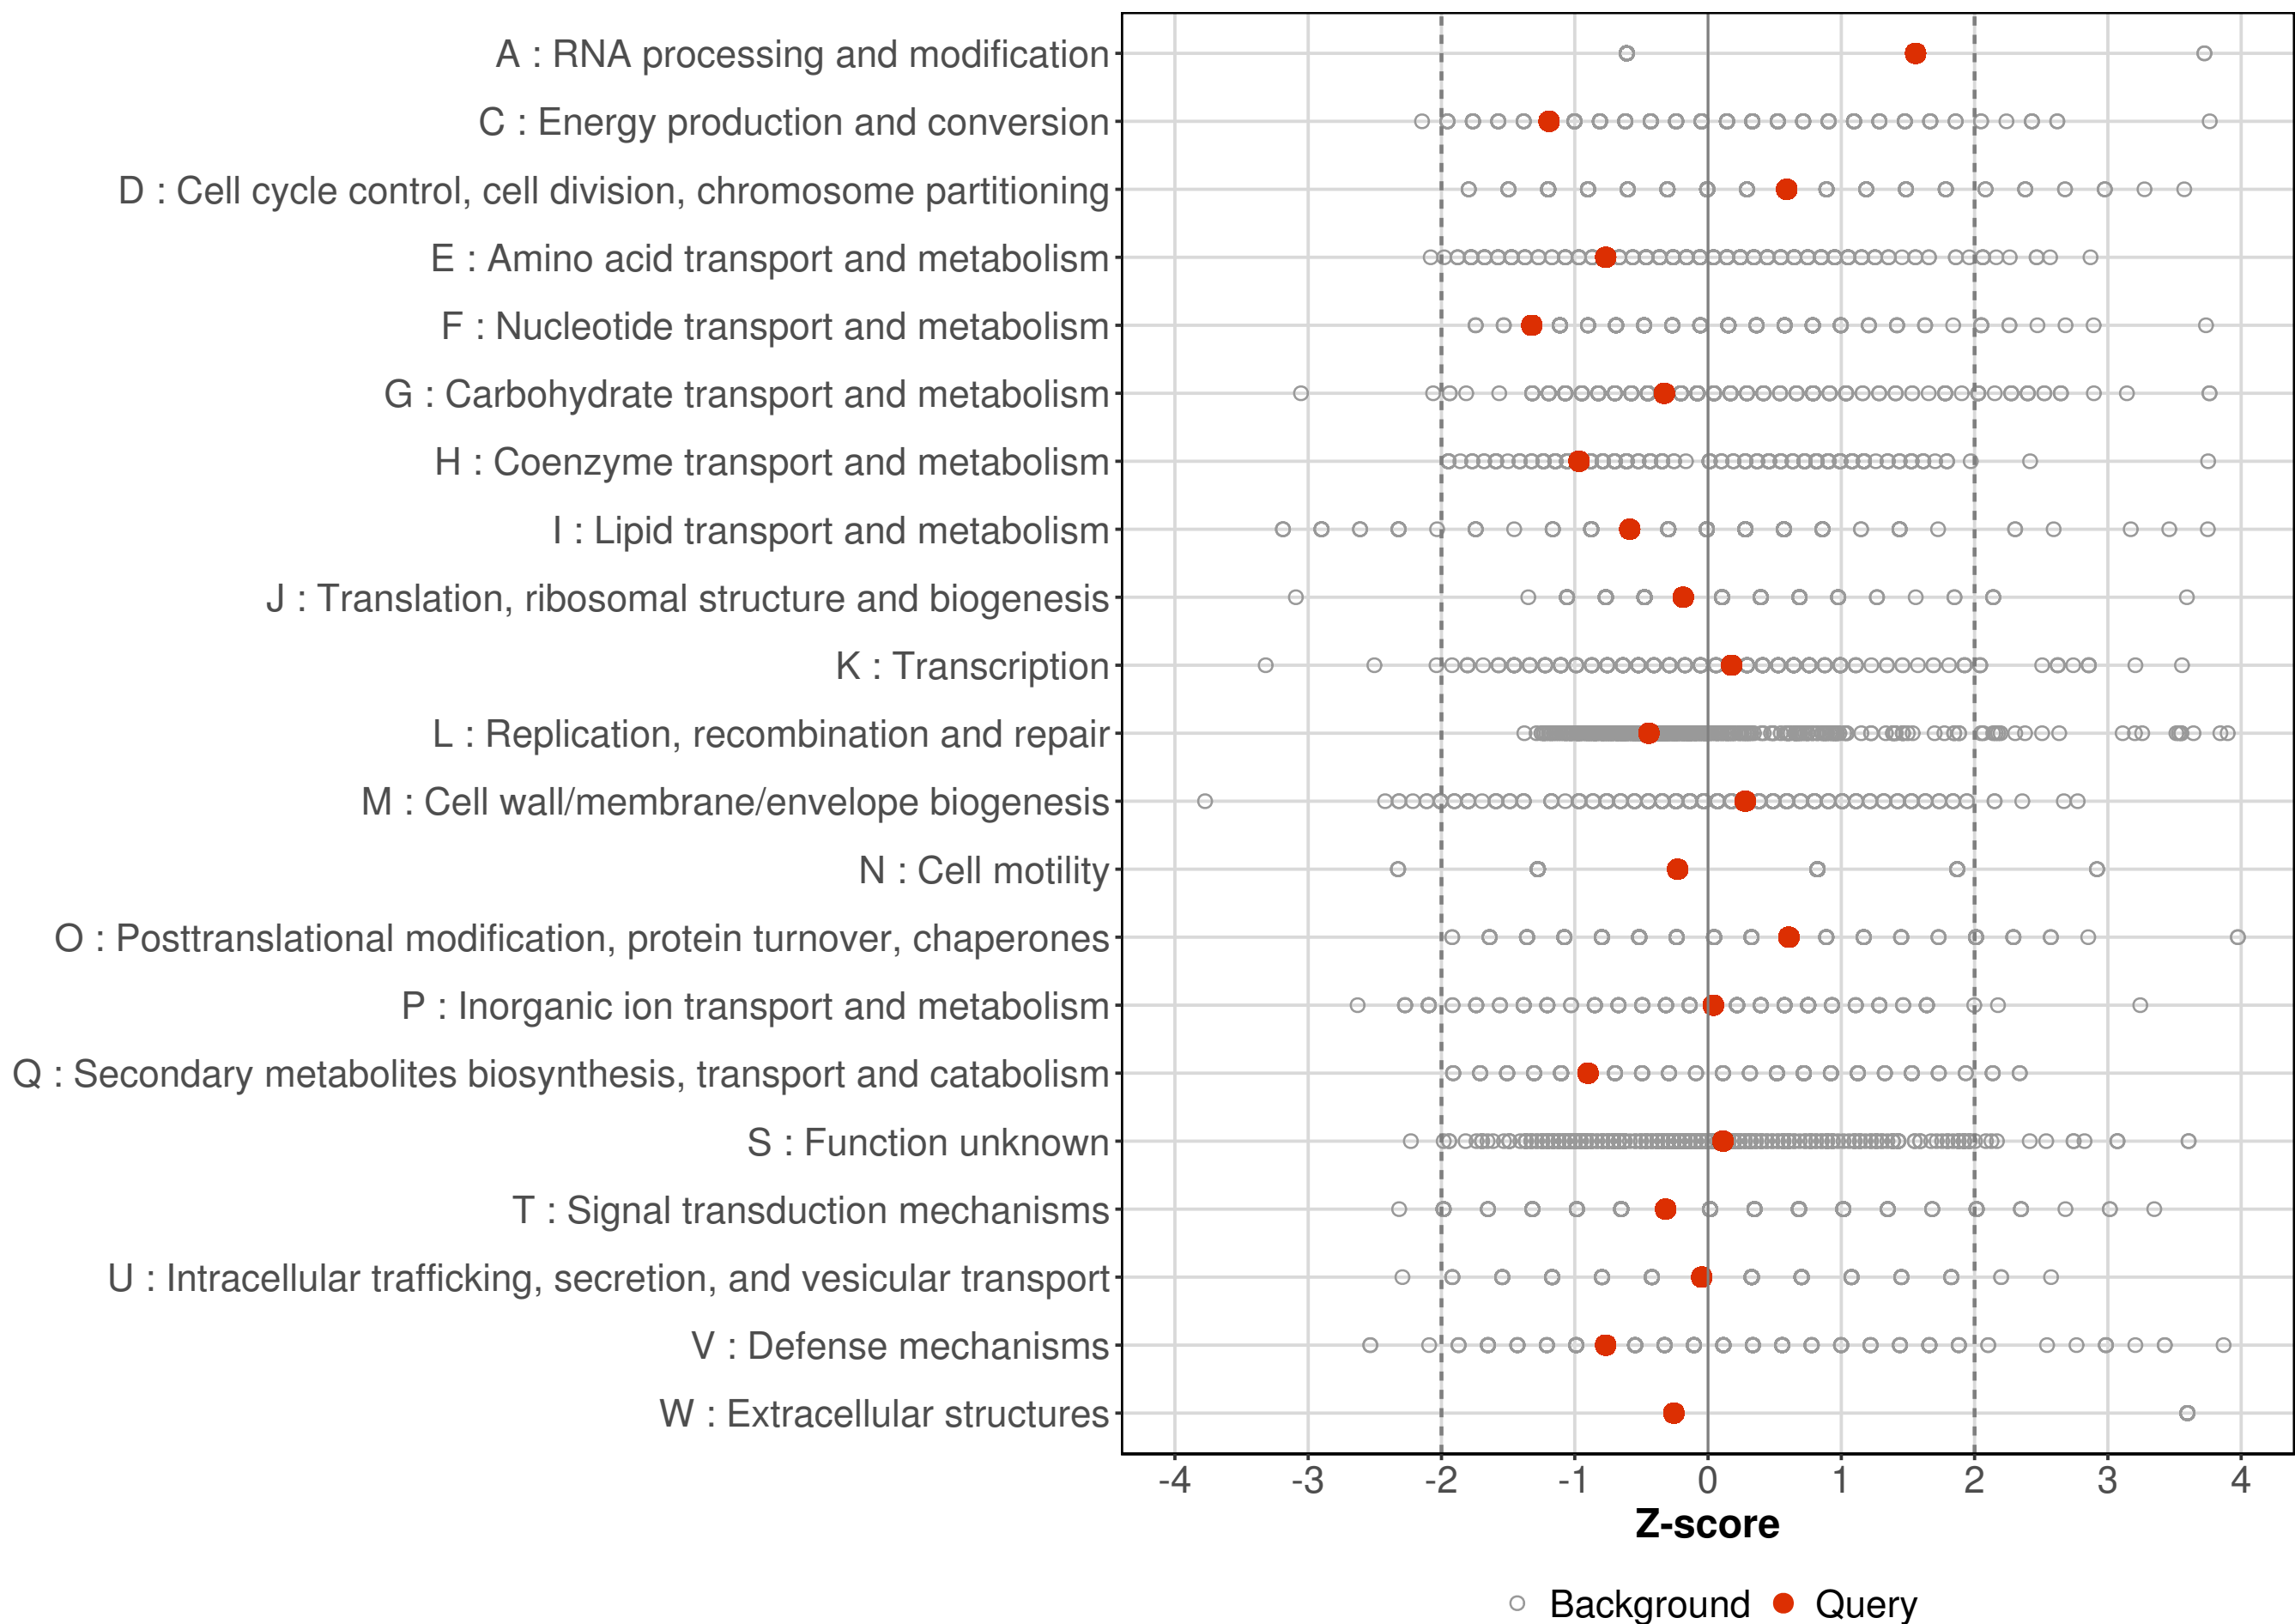 A : RNA processing and modification
C : Energy production and conversion
D : Cell cycle control, cell division, chromosome partitioning
E : Amino acid transport and metabolism
F : Nucleotide transport and metabolism
G : Carbohydrate transport and metabolism
H : Coenzyme transport and metabolism
I : Lipid transport and metabolism
J : Translation, ribosomal structure and biogenesis
K : Transcription
L : Replication, recombination and repair
M : Cell wall/membrane/envelope biogenesis
N : Cell motility
O : Posttranslational modification, protein turnover, chaperones
P : Inorganic ion transport and metabolism
Q : Secondary metabolites biosynthesis, transport and catabolism
S : Function unknown
T : Signal transduction mechanisms
U : Intracellular trafficking, secretion, and vesicular transport
V : Defense mechanisms
W : Extracellular structures
-4 -3 -2 -1 0 1 2 3 4
Z-score
Background Query